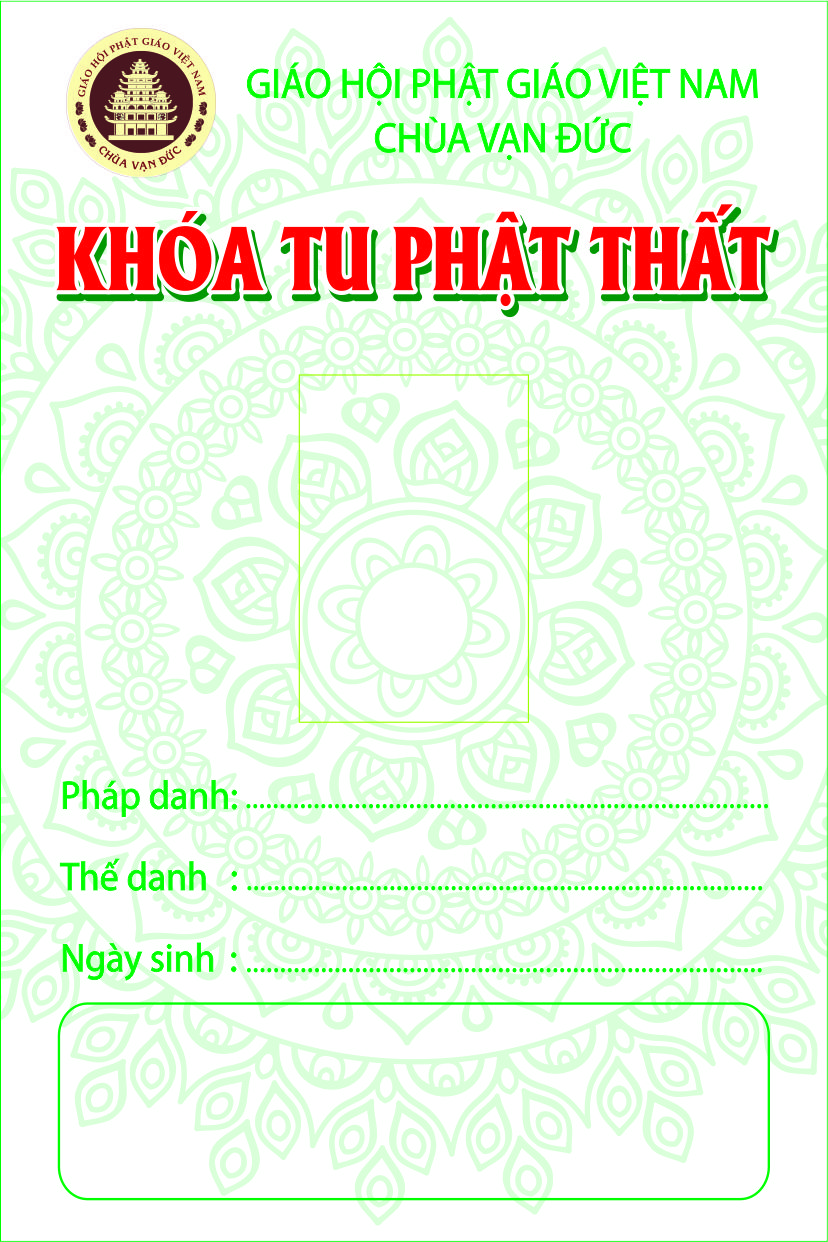 GIÁO HỘI PHẬT GIÁO VIỆT NAM
CHÙA VẠN ĐỨC
GIÁO HỘI PHẬT GIÁO VIỆT NAM
CHÙA VẠN ĐỨC
KHÓA TU PHẬT THẤT
Pháp danh: ................................................................
Thế danh : ................................................................
Ngày sinh : ................................................................